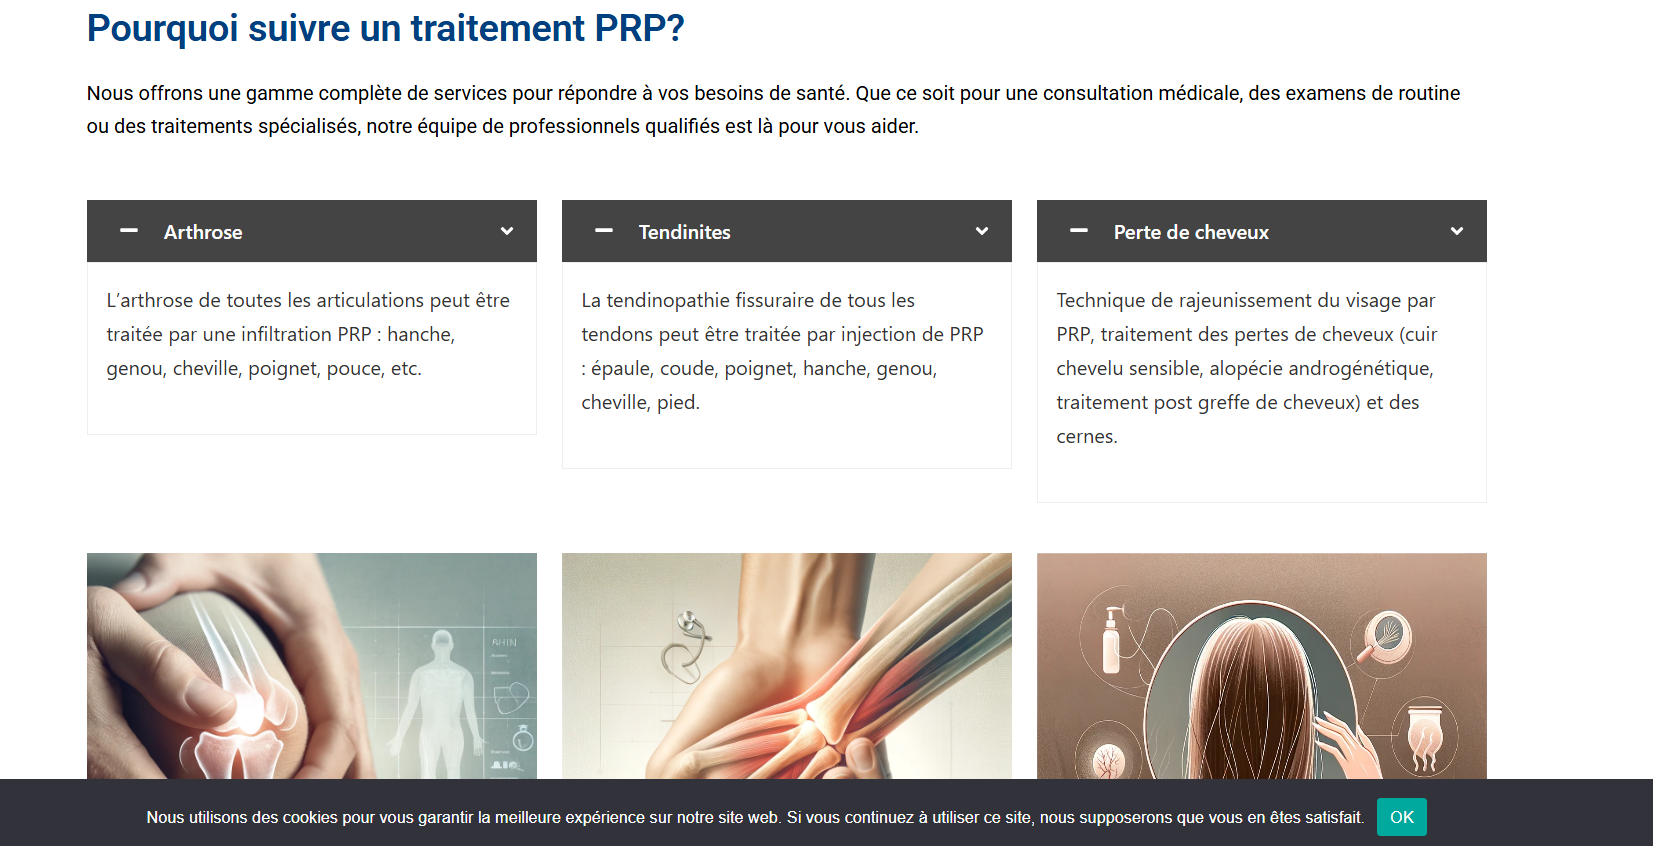 Pourquoi suivre un traitement PRP?
Nous offrons une gamme complète de services pour répondre à vos besoins de santé. Que ce soit pour une consultation médicale, des examens de routine
ou des traitements spécialisés, notre équipe de professionnels qualifiés est là pour vous aider.
Arthrose
L’arthrose de toutes les articulations peut être
traitée par une infiltration PRP : hanche,
genou, cheville, poignet, pouce, etc.
Tendinites
La tendinopathie fissuraire de tous les
tendons peut être traitée par injection de PRP
: épaule, coude, poignet, hanche, genou,
cheville, pied.
Perte de cheveux
Technique de rajeunissement du visage par
PRP, traitement des pertes de cheveux (cuir
chevelu sensible, alopécie androgénétique,
traitement post greffe de cheveux) et des
cernes.
Nous utilisons des cookies pour vous garantir la meilleure expérience sur notre site web. Si vous continuez à utiliser ce site, nous supposerons que vous en êtes satisfait.
OK